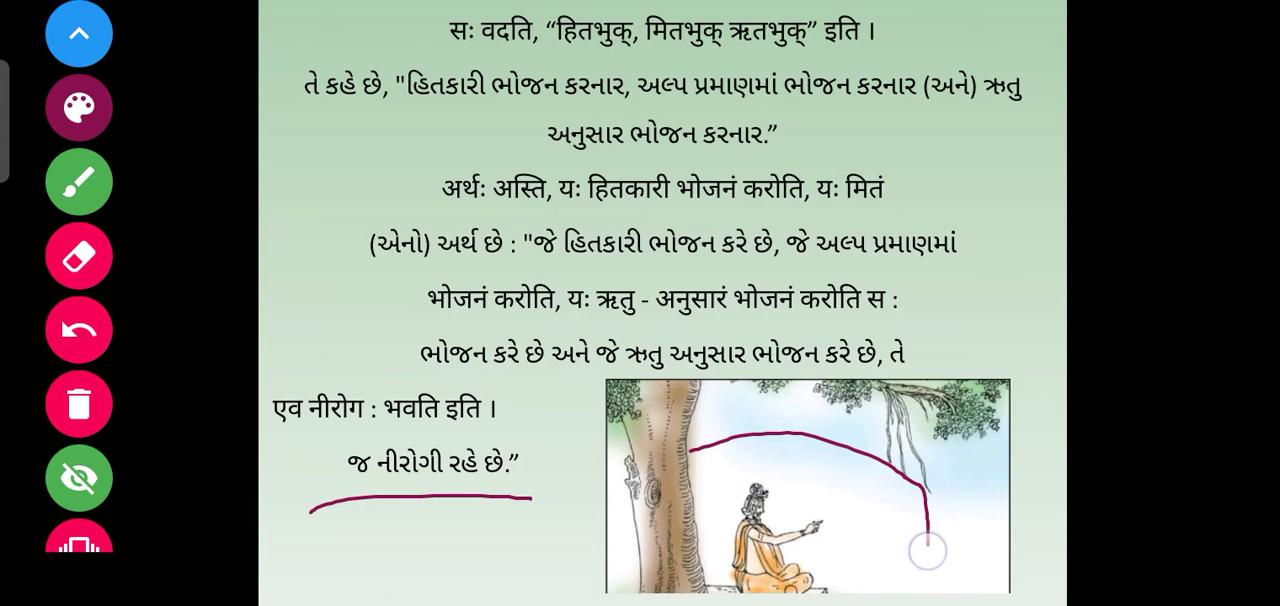 सः वदति, “हितभुक्, मितभुक् ऋतभुक्” इति ।
તે કહે છે, "હિતકારી ભોજન કરનાર, અલ્પ પ્રમાણમાં ભોજન કરનાર (અને) ઋતુ
અનુસાર ભોજન કરનાર.”
अर्थः अस्ति, यः हितकारी भोजनं करोति, यः मितं
(એનો) અર્થ છે : "જે હિતકારી ભોજન કરે છે, જે અલ્પ પ્રમાણમાં
भोजनं करोति, यः ऋतु - अनुसारं भोजनं करोति स :
ભોજન કરે છે અને જે ઋતુ અનુસાર ભોજન કરે છે, તે
एव नीरोग : भवति इति ।
જ નીરોગી રહે છે.”